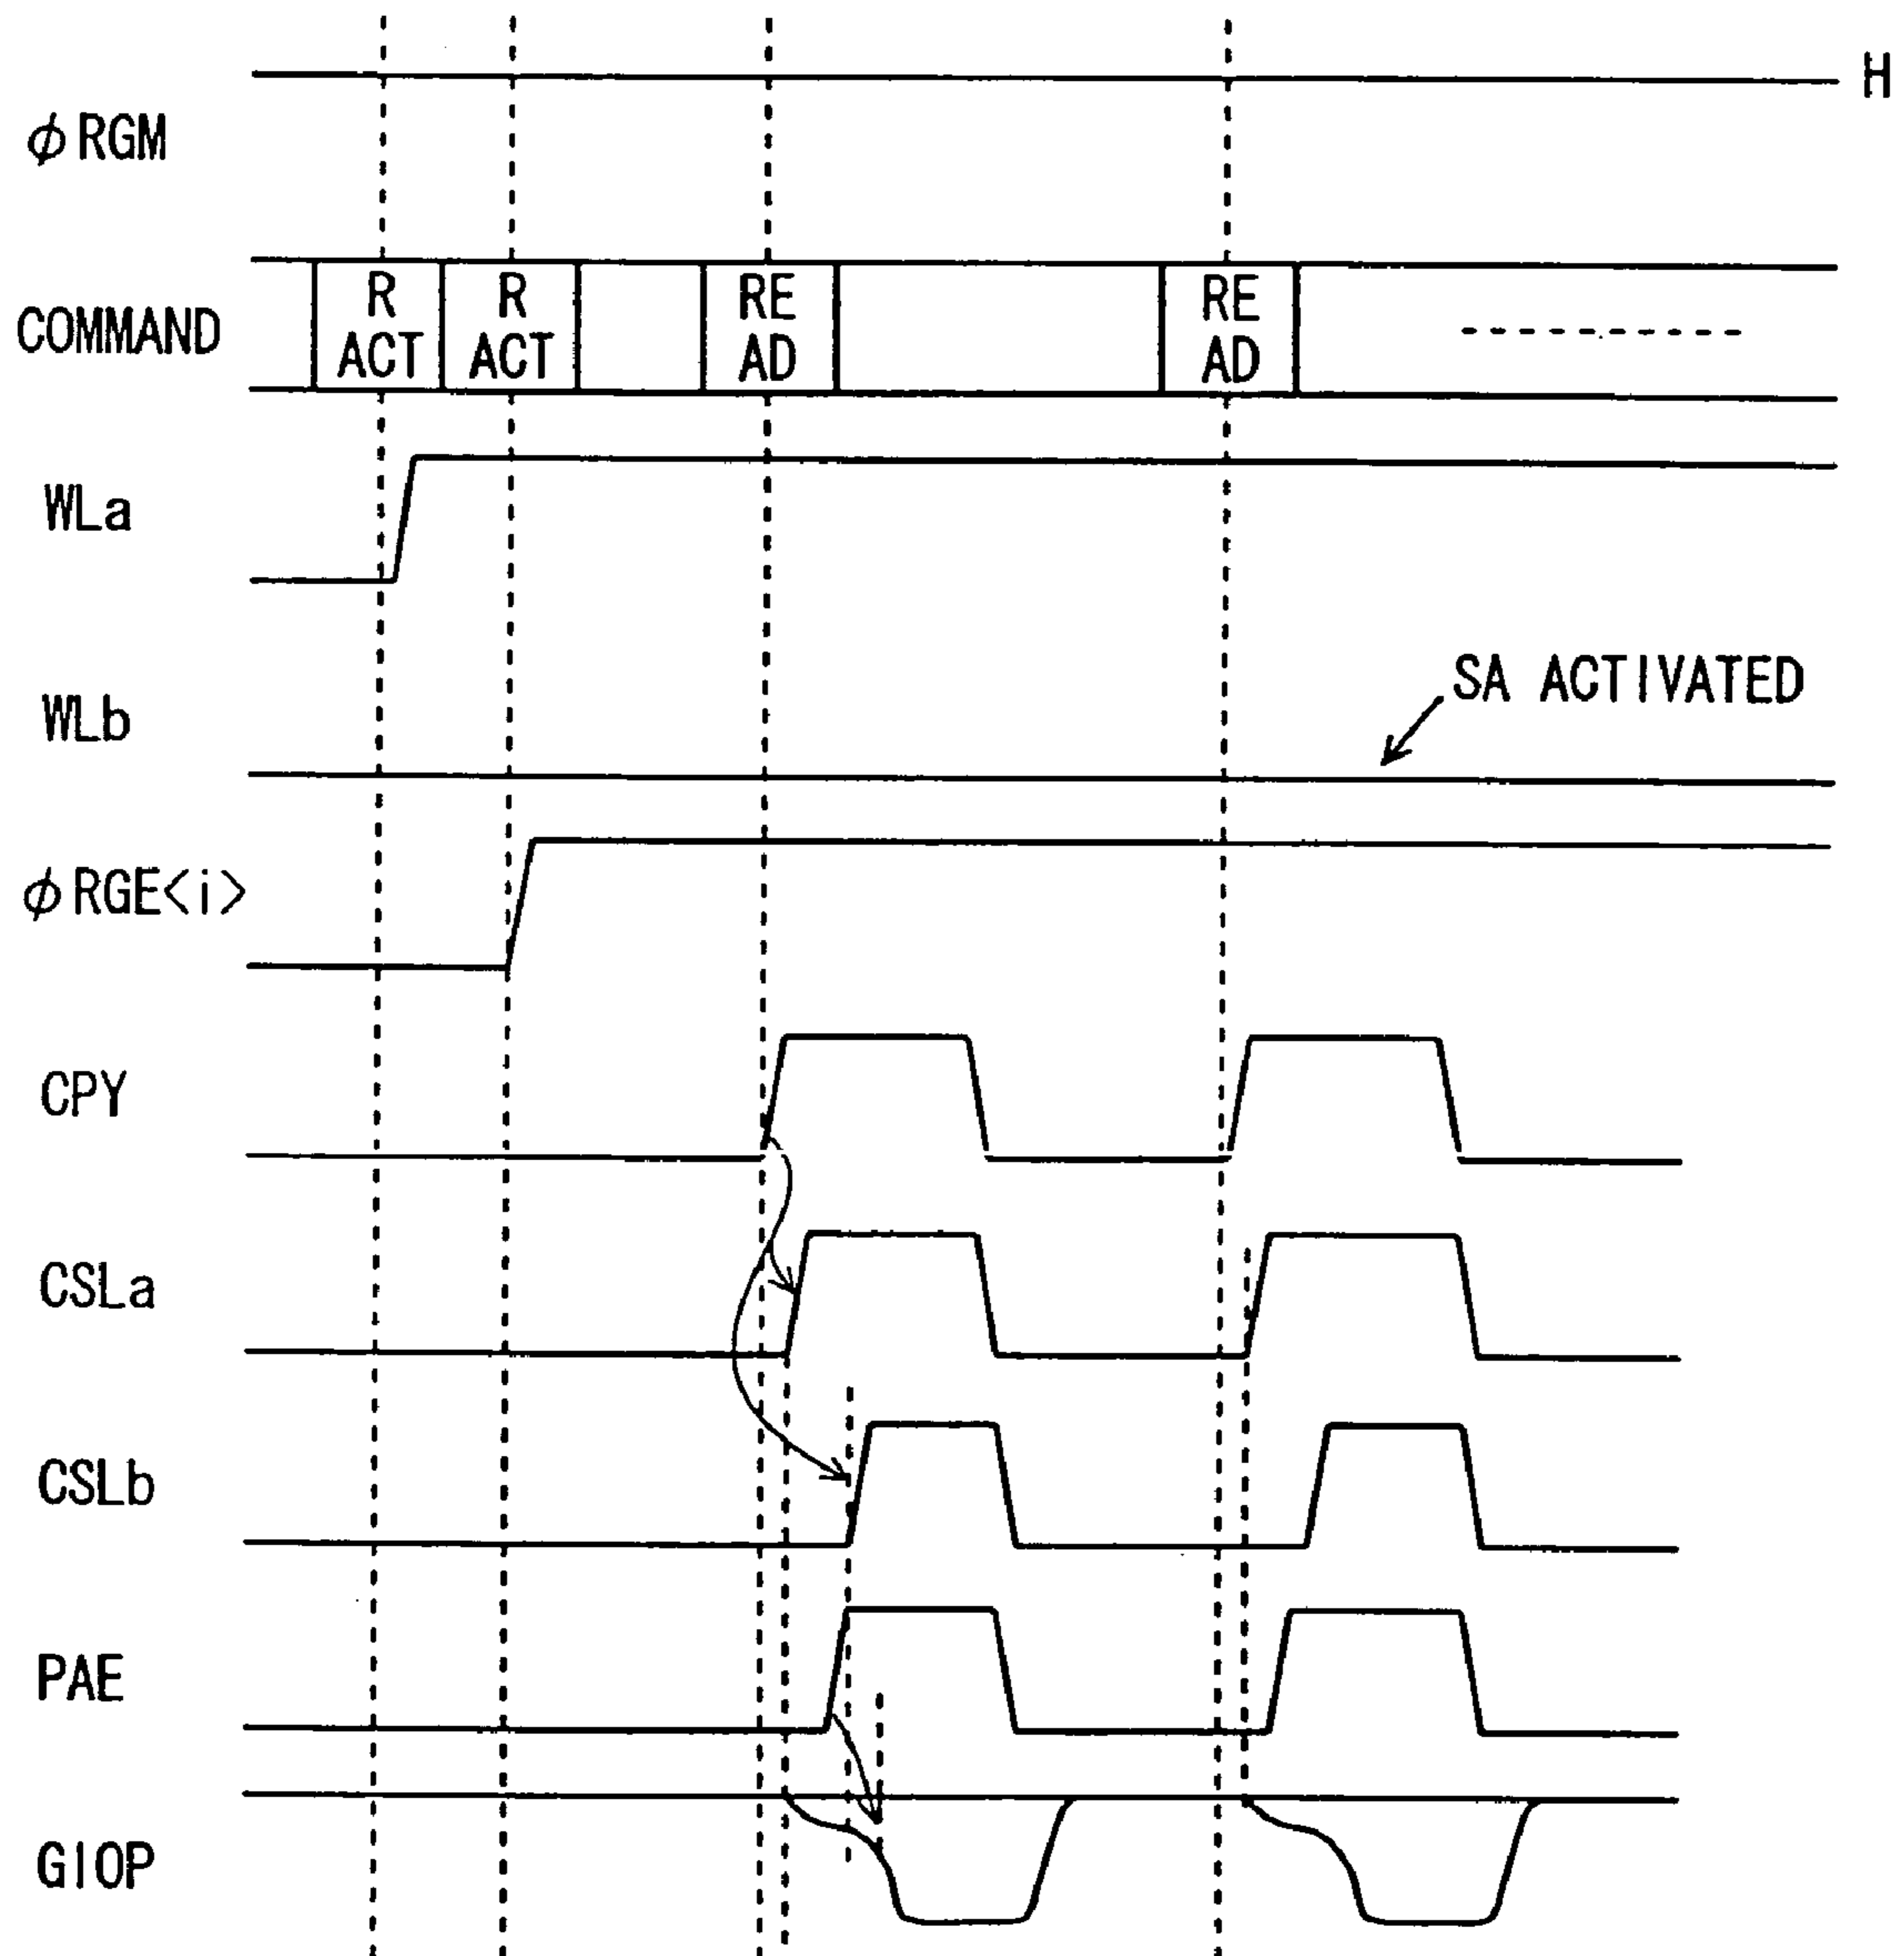 H
φRGM
COMMAND
R ACT
R ACT
RE AD
RE AD
WLa
SA ACTIVATED
WLb
φRGE<i>
CPY
CSLa
CSLb
PAE
GIOP